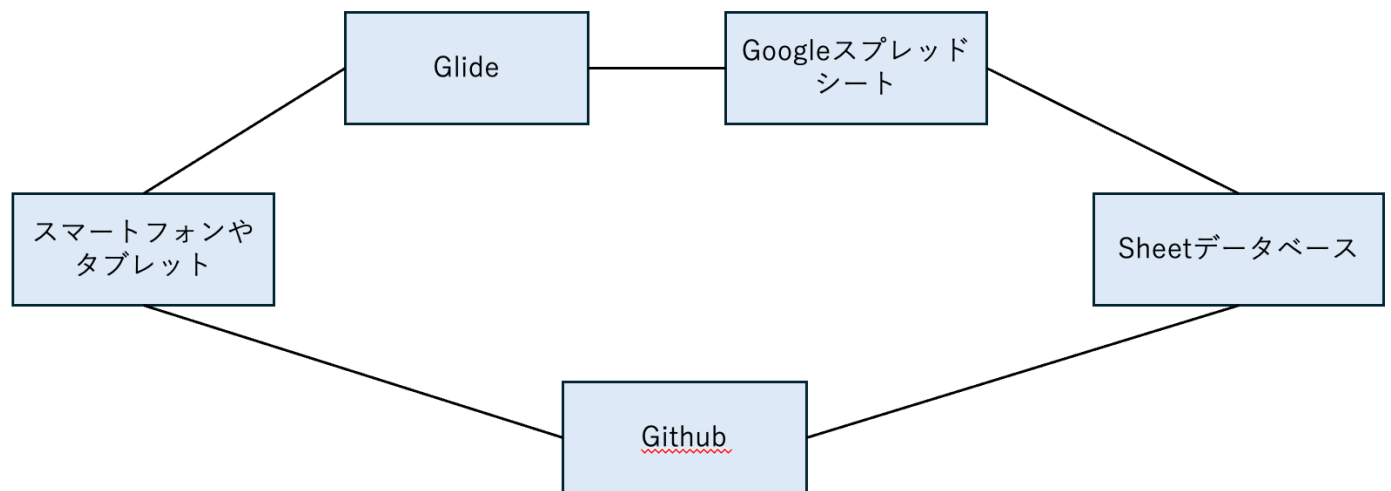 Glide
Googleスプレッド
シート
スマートフォンや
タブレット
Sheetデータベース
Github